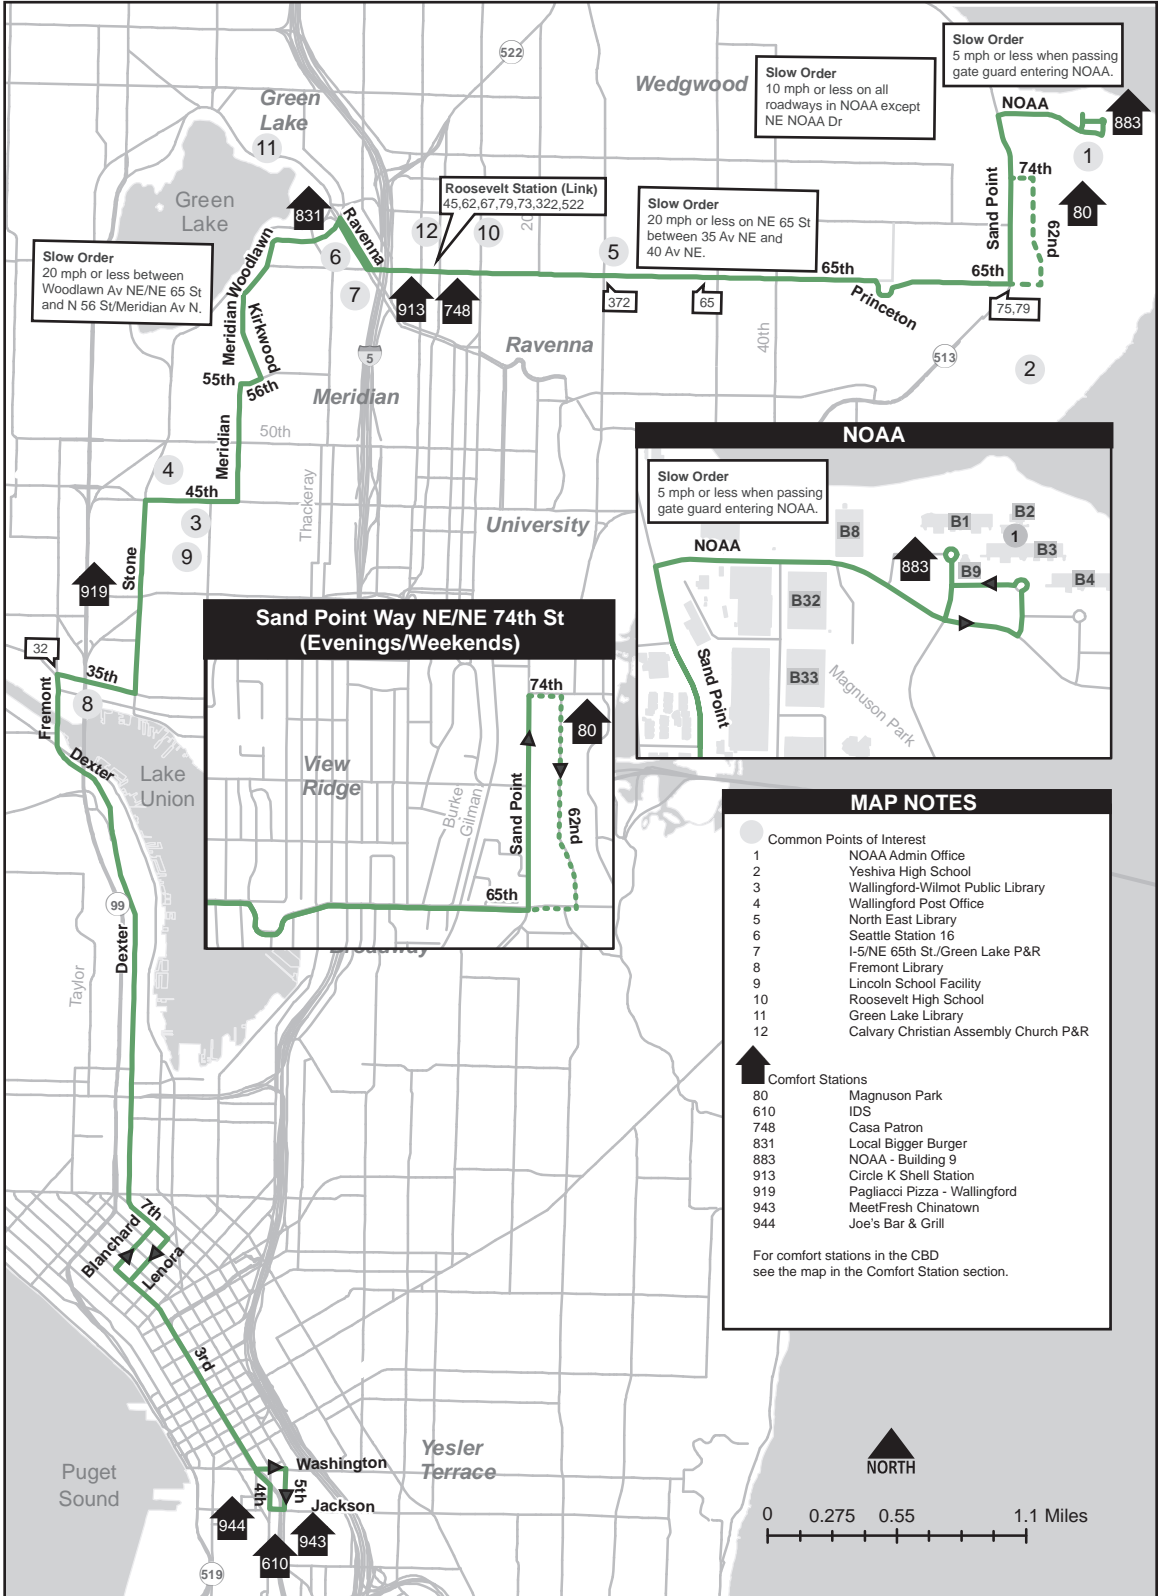 522
Wedgwood
Slow Order
5 mph or less when passing
gate guard entering NOAA.
Slow Order
10 mph or less on all
roadways in NOAA except
NE NOAA Dr
NOAA
883
1
Green
Lake
11
74th
80
Sand Point
62nd
Green
Lake
831
Ravenna
Roosevelt Station (Link)
45,62,67,79,73,322,522
12
10
Slow Order
20 mph or less on NE 65 St
between 35 Av NE and
40 Av NE.
5
Slow Order
20 mph or less between
Woodlawn Av NE/NE 65 St
and N 56 St/Meridian Av N.
Woodlawn
6
7
65th
65th
Princeton
913
748
372
65
75,79
Meridian
Kirkwood
5
Ravenna
40th
513
2
55th
56th
Meridian
50th
Meridian
4
45th
3
9
Thackeray
University
Stone
919
32
35th
Fremont
8
Dexter
Lake
Union
99
Dexter
Taylor
NOAA
Slow Order
5 mph or less when passing
gate guard entering NOAA.
NOAA
B8
B1
B2
1
B3
883
B9
B4
B32
B33
Sand Point
Magnuson Park
Sand Point Way NE/NE 74th St
(Evenings/Weekends)
74th
80
View
Ridge
Burke
Gilman
Sand Point
62nd
65th
MAP NOTES
Common Points of Interest
1 NOAA Admin Office
2 Yeshiva High School
3 Wallingford-Wilmot Public Library
4 Wallingford Post Office
5 North East Library
6 Seattle Station 16
7 I-5/NE 65th St./Green Lake P&R
8 Fremont Library
9 Lincoln School Facility
10 Roosevelt High School
11 Green Lake Library
12 Calvary Christian Assembly Church P&R
Comfort Stations
80 Magnuson Park
610 IDS
748 Casa Patron
831 Local Bigger Burger
883 NOAA - Building 9
913 Circle K Shell Station
919 Pagliacci Pizza - Wallingford
943 MeetFresh Chinatown
944 Joe's Bar & Grill
For comfort stations in the CBD
see the map in the Comfort Station section.
7th
Blanchard
Lenora
3rd
Puget
Sound
Yesler
Terrace
Washington
4th
5th
Jackson
944
943
610
519
NORTH
0 0.275 0.55 1.1 Miles